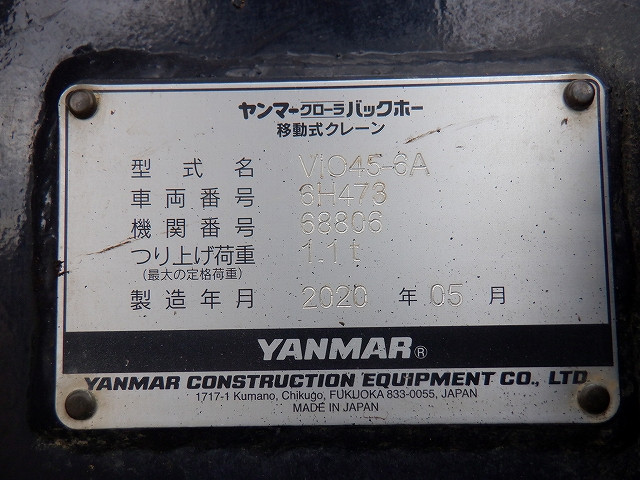 ヤンマークローラバックホー
移動式クレーン
型式名 ViO45-6A
車両番号 6H473
機関番号 68806
つり上げ荷重 1.1t
(最大の定格荷重)
製造年月 2020 年 05 月
YANMAR®
YANMAR CONSTRUCTION EQUIPMENT CO., LTD.
1717-1 Kumano, Chikugo, FUKUOKA 833-0055, JAPAN
MADE IN JAPAN